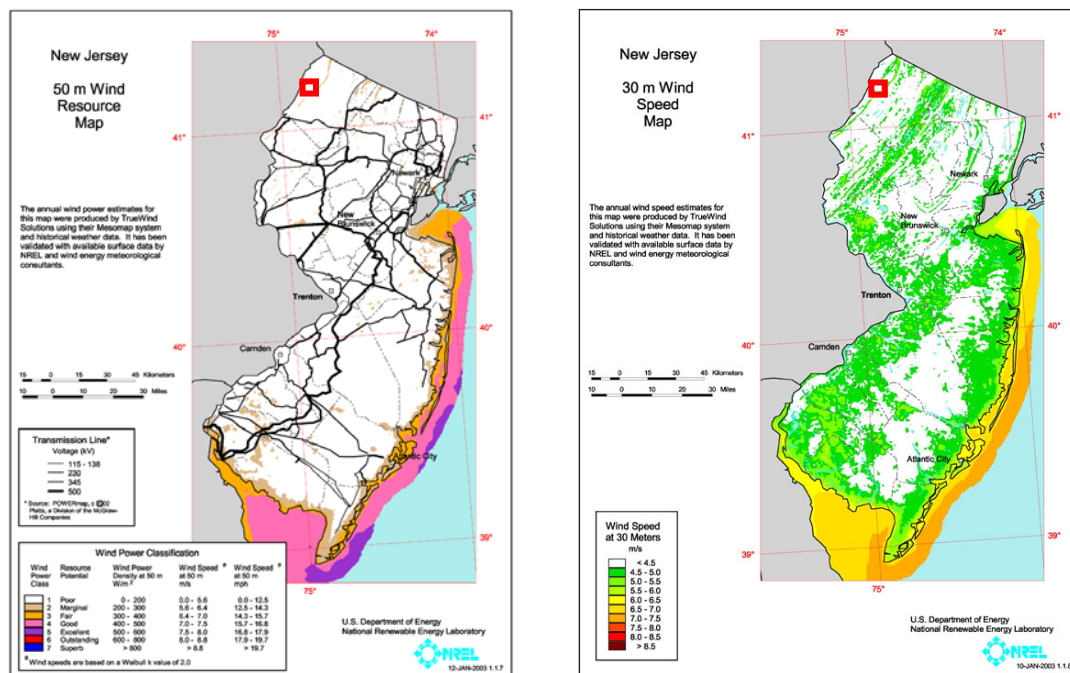 New Jersey
50 m Wind
Resource
Map
75°
74°
41°
41°
Newark
New
Brunswick
The annual wind power estimates for
this map were produced by TrueWind
Solutions using their Mesomap system
and historical weather data. It has been
validated with available surface data by
NREL and wind energy meteorological
consultants.
Trenton
40°
40°
Camden
15 0 15 30 45 Kilometers
10 0 10 20 30 Miles
Transmission Line*
Voltage (kV)
115 - 138
230
345
500
* Source: POWERmap, c 2002
Platts, a Division of the McGraw-
Hill Companies
Atlantic City
39°
75°
Wind Power Classification
Wind Power Class
Resource Potential
Wind Power Density at 50 m W/m 2
Wind Speed a at 50 m m/s
Wind Speed a at 50 m mph
1 Poor 0 - 200 0.0 - 5.6 0.0 - 12.5
2 Marginal 200 - 300 5.6 - 6.4 12.5 - 14.3
3 Fair 300 - 400 6.4 - 7.0 14.3 - 15.7
4 Good 400 - 500 7.0 - 7.5 15.7 - 16.8
5 Excellent 500 - 600 7.5 - 8.0 16.8 - 17.9
6 Outstanding 600 - 800 8.0 - 8.8 17.9 - 19.7
7 Superb > 800 > 8.8 > 19.7
a Wind speeds are based on a Weibull k value of 2.0
U.S. Department of Energy
National Renewable Energy Laboratory
NREL
12-JAN-2003 1.1.7
New Jersey
30 m Wind
Speed
Map
75°
74°
41°
41°
Newark
New
Brunswick
The annual wind speed estimates for
this map were produced by TrueWind
Solutions using their Mesomap system
and historical weather data. It has been
validated with available surface data by
NREL and wind energy meteorological
consultants.
Trenton
40°
40°
Camden
15 0 15 30 45 Kilometers
10 0 10 20 30 Miles
Atlantic City
39°
39°
75°
Wind Speed
at 30 Meters
m/s
< 4.5
4.5 - 5.0
5.0 - 5.5
5.5 - 6.0
6.0 - 6.5
6.5 - 7.0
7.0 - 7.5
7.5 - 8.0
8.0 - 8.5
> 8.5
U.S. Department of Energy
National Renewable Energy Laboratory
NREL
10-JAN-2003 1.1.8